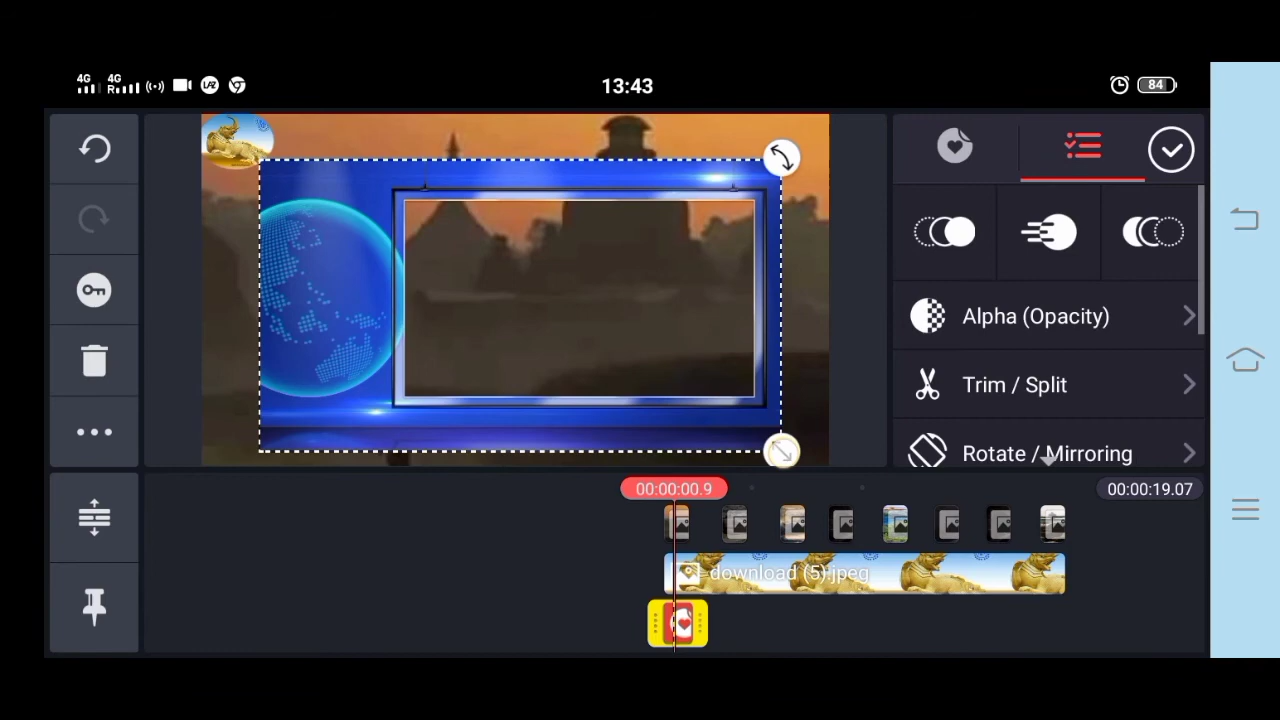 4G 4G
R
LAZ
13:43
84
Alpha (Opacity)
Trim / Split
Rotate / Mirroring
00:00:00.9
00:00:19.07
download (5).jpeg